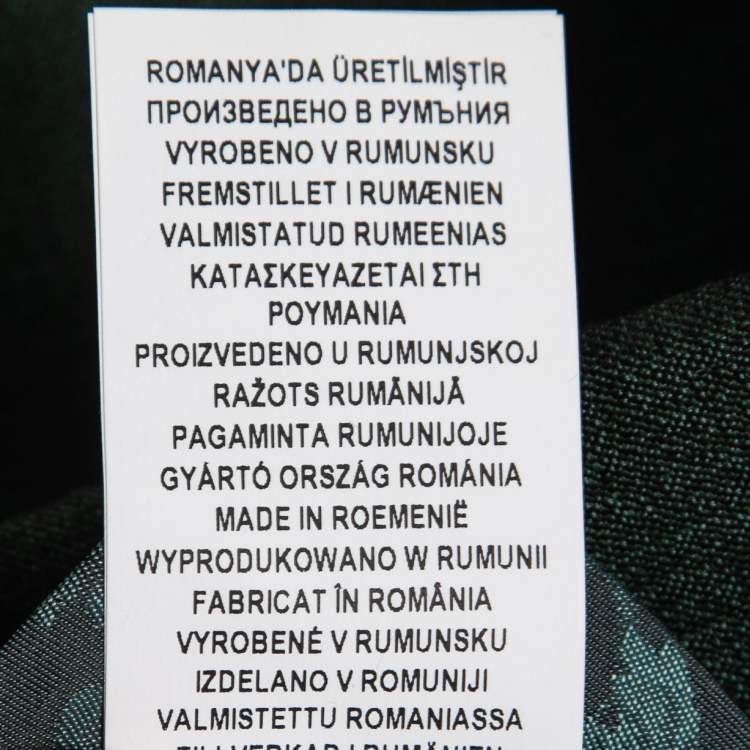 ROMANYA'DA ÜRETİLMİŞTİR
ПРОИЗВЕДЕНО В РУМЪНИЯ
VYROBENO V RUMUNSKU
FREMSTILLET I RUMÆNIEN
VALMISTATUD RUMEENIAS
ΚΑΤΑΣΚΕΥΑΖΕΤΑΙ ΣΤΗ
ΡΟΥΜΑΝΙΑ
PROIZVEDENO U RUMUNJSKOJ
RAŽOTS RUMĀNIJĀ
PAGAMINTA RUMUNIJOJE
GYÁRTÓ ORSZÁG ROMÁNIA
MADE IN ROEMENIË
WYPRODUKOWANO W RUMUNII
FABRICAT ÎN ROMÂNIA
VYROBENÉ V RUMUNSKU
IZDELANO V ROMUNIJI
VALMISTETTU ROMANIASSA
TILLVERKAD I RUMÄNIEN